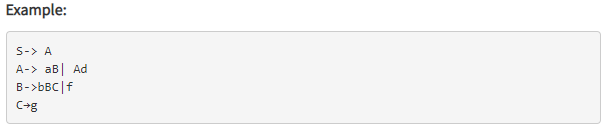 Example:
S-> A
A-> aB| Ad
B->bBC|f
C→g